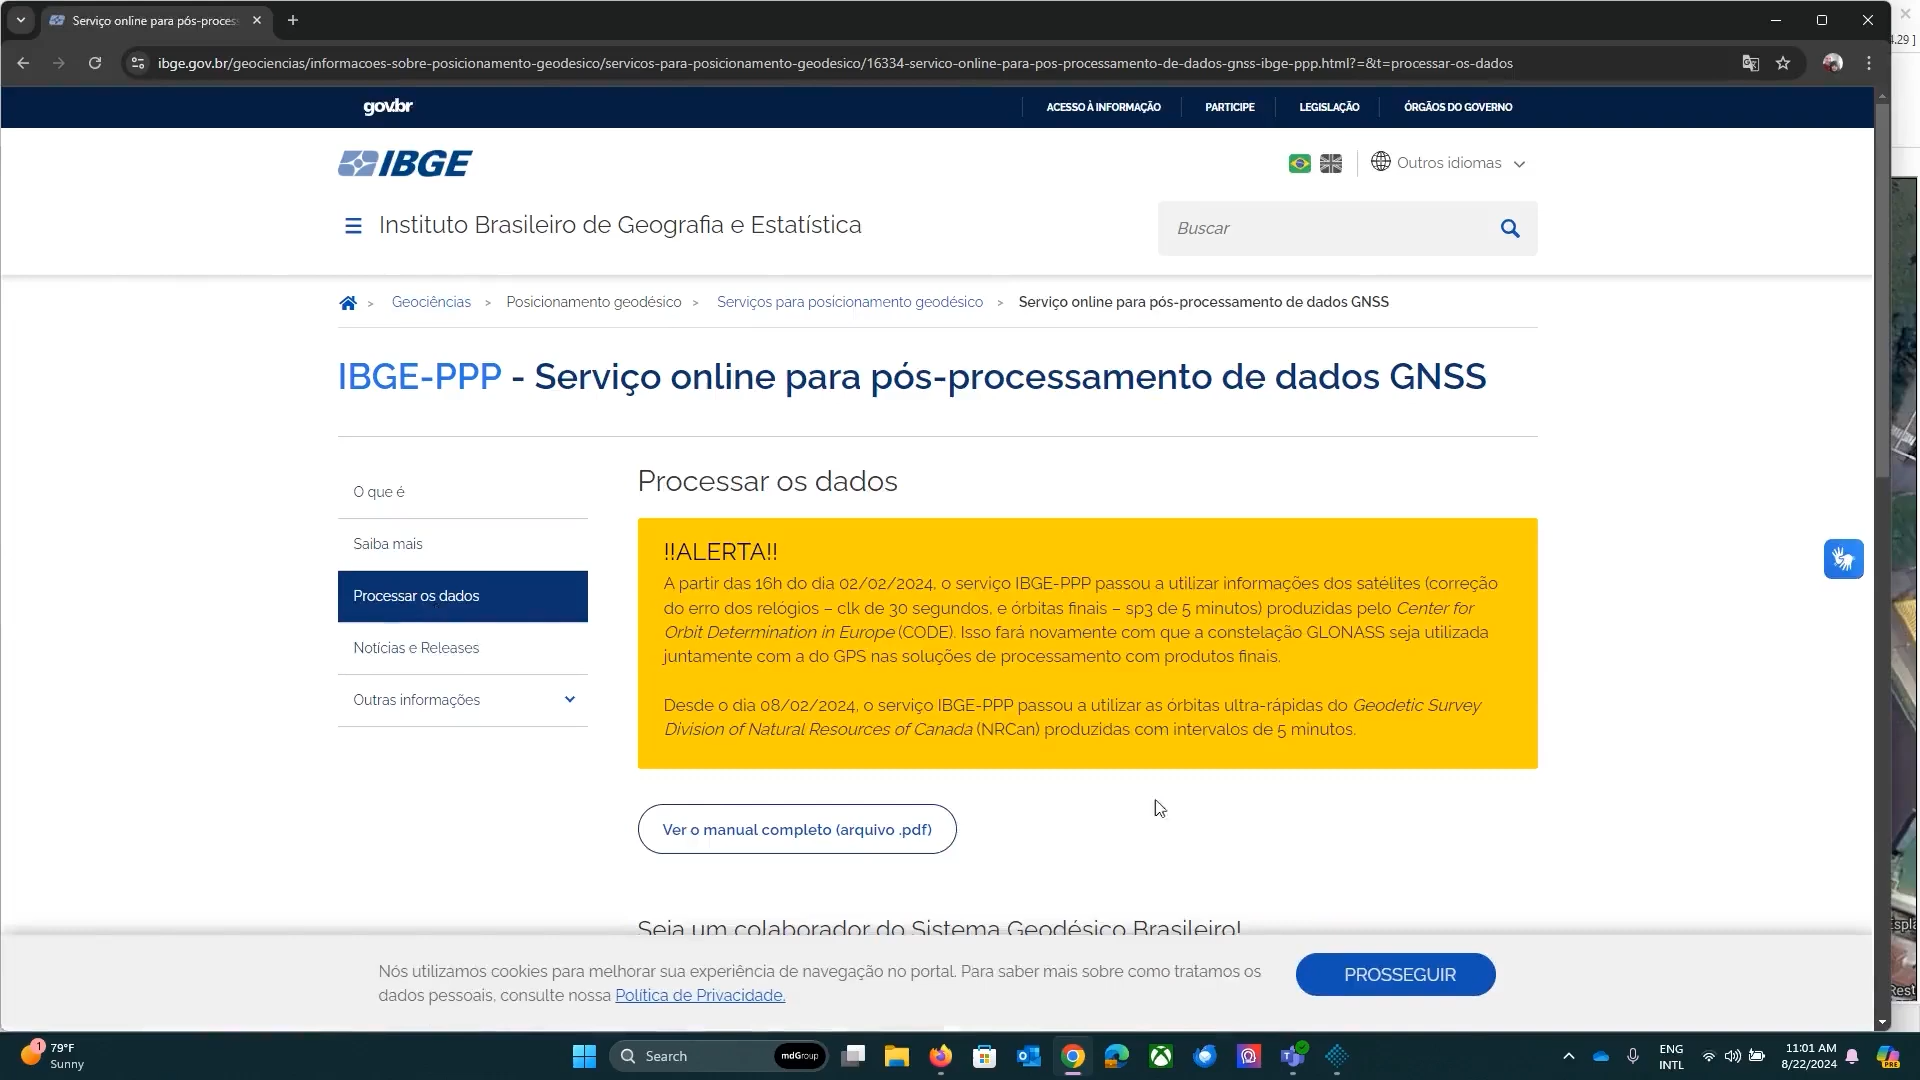 Serviço online para pós-proces
4.29 ]
ibge.gov.br/geociencias/informacoes-sobre-posicionamento-geodesico/servicos-para-posicionamento-geodesico/16334-servico-online-para-pos-processamento-de-dados-gnss-ibge-ppp.html?=&t=processar-os-dados
gov.br
ACESSO À INFORMAÇÃO
PARTICIPE
LEGISLAÇÃO
ÓRGÃOS DO GOVERNO
IBGE
Outros idiomas
Instituto Brasileiro de Geografia e Estatística
Buscar
> Geociências > Posicionamento geodésico > Serviços para posicionamento geodésico > Serviço online para pós-processamento de dados GNSS
IBGE-PPP - Serviço online para pós-processamento de dados GNSS
O que é
Saiba mais
Processar os dados
Notícias e Releases
Outras informações
Processar os dados
!!ALERTA!!
A partir das 16h do dia 02/02/2024, o serviço IBGE-PPP passou a utilizar informações dos satélites (correção
do erro dos relógios – clk de 30 segundos, e órbitas finais – sp3 de 5 minutos) produzidas pelo Center for
Orbit Determination in Europe (CODE). Isso fará novamente com que a constelação GLONASS seja utilizada
juntamente com a do GPS nas soluções de processamento com produtos finais.
Desde o dia 08/02/2024, o serviço IBGE-PPP passou a utilizar as órbitas ultra-rápidas do Geodetic Survey
Division of Natural Resources of Canada (NRCan) produzidas com intervalos de 5 minutos.
Ver o manual completo (arquivo .pdf)
Seja um colaborador do Sistema Geodésico Brasileiro!
Nós utilizamos cookies para melhorar sua experiência de navegação no portal. Para saber mais sobre como tratamos os
dados pessoais, consulte nossa Política de Privacidade.
PROSSEGUIR
1
79°F
Sunny
Search
mdGroup
ENG
INTL
11:01 AM
8/22/2024
PRE